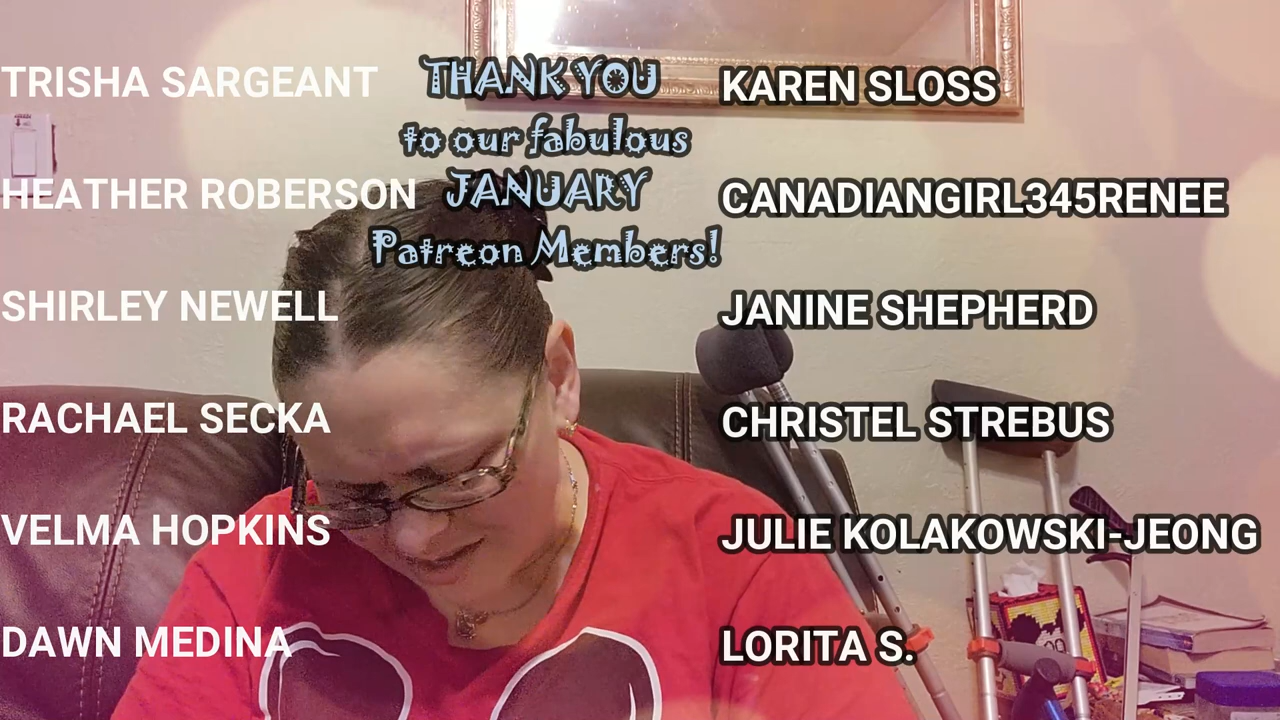 TRISHA SARGEANT
HEATHER ROBERSON
SHIRLEY NEWELL
RACHAEL SECKA
VELMA HOPKINS
DAWN MEDINA
THANK YOU
to our fabulous
JANUARY
Patreon Members!
KAREN SLOSS
CANADIANGIRL345RENEE
JANINE SHEPHERD
CHRISTEL STREBUS
JULIE KOLAKOWSKI-JEONG
LORITA S.